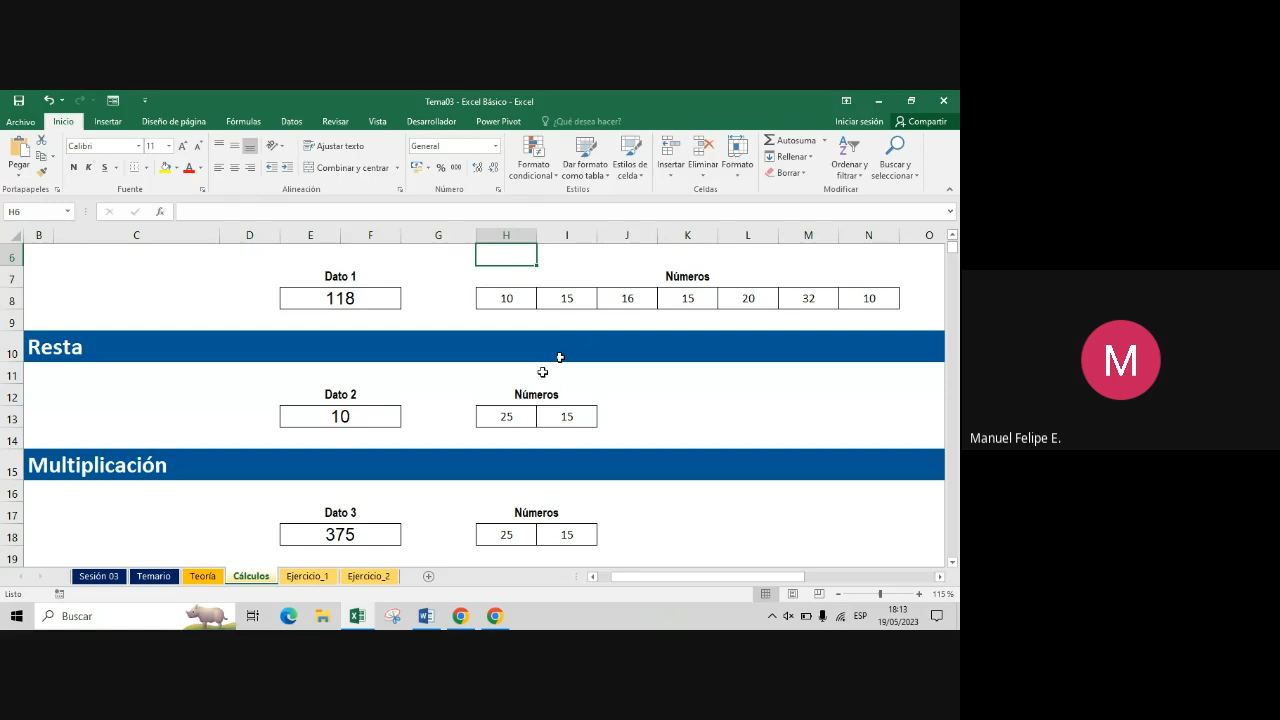 Tema03 - Excel Básico - Excel
Archivo Inicio Insertar Diseño de página Fórmulas Datos Revisar Vista Desarrollador Power Pivot ¿Qué desea hacer? Iniciar sesión Compartir
Pegar
Portapapeles
Calibri 11
N K S
Fuente
Ajustar texto
Combinar y centrar
Alineación
General
% 000
Número
Formato condicional
Dar formato como tabla
Estilos de celda
Estilos
Insertar Eliminar Formato
Celdas
Autosuma
Rellenar
Borrar
Ordenar y filtrar
Buscar y seleccionar
Modificar
H6 fx
B C D E F G H I J K L M N O
6
7 Dato 1 Números
8 118 10 15 16 15 20 32 10
9
10 Resta
11
12 Dato 2 Números
13 10 25 15
14
15 Multiplicación
16
17 Dato 3 Números
18 375 25 15
19
Sesión 03 Temario Teoría Cálculos Ejercicio_1 Ejercicio_2
Listo 115 %
Buscar ESP 18:13
19/05/2023
M
Manuel Felipe E.